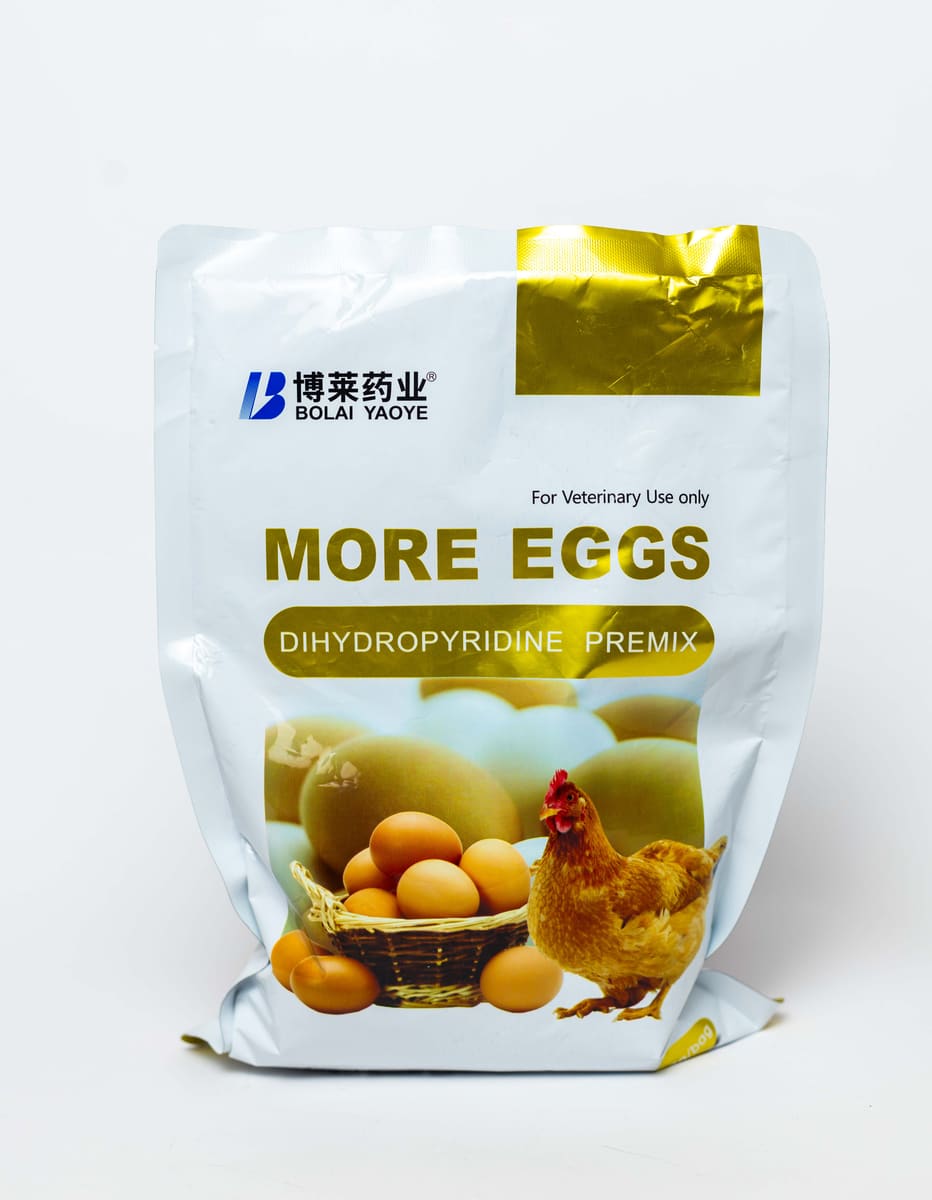 博莱药业®
BOLAI YAOYE
For Veterinary Use only
MORE EGGS
DIHYDROPYRIDINE PREMIX